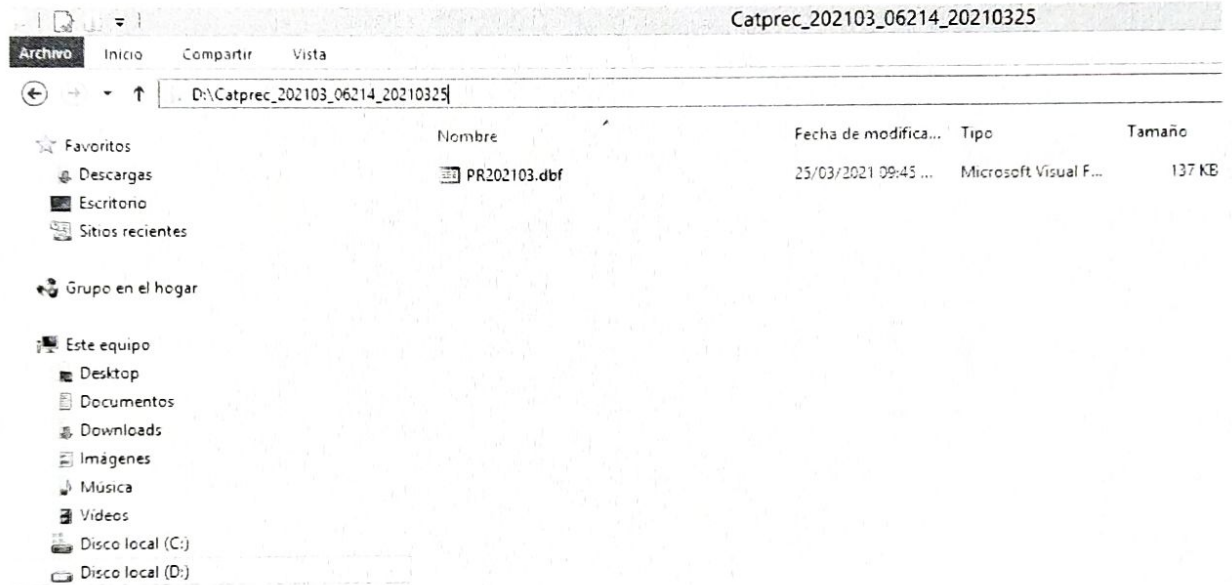 Catprec_202103_06214_20210325
Archivo Inicio Compartir Vista
D:\Catprec_202103_06214_20210325
Nombre Fecha de modifica... Tipo Tamaño
PR202103.dbf 25/03/2021 09:45 ... Microsoft Visual F... 137 KB
Favoritos
Descargas
Escritorio
Sitios recientes
Grupo en el hogar
Este equipo
Desktop
Documentos
Downloads
Imágenes
Música
Vídeos
Disco local (C:)
Disco local (D:)